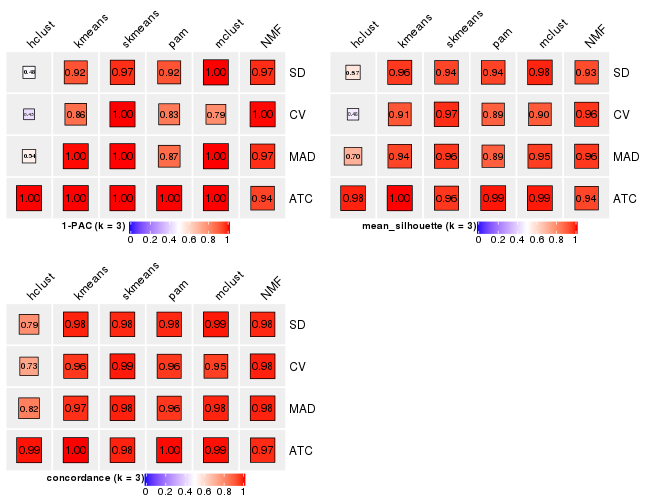 hclust kmeans skmeans pam mclust NMF
0.48 0.92 0.97 0.92 1.00 0.97 SD
0.86 1.00 0.83 0.79 1.00 CV
0.54 1.00 1.00 0.87 1.00 0.97 MAD
1.00 1.00 1.00 1.00 1.00 0.94 ATC
1-PAC (k = 3)
0 0.2 0.4 0.6 0.8 1
hclust kmeans skmeans pam mclust NMF
0.57 0.96 0.94 0.94 0.98 0.93 SD
0.91 0.97 0.89 0.90 0.96 CV
0.70 0.94 0.96 0.89 0.95 0.96 MAD
0.98 1.00 0.96 0.99 0.99 0.94 ATC
mean_silhouette (k = 3)
0 0.2 0.4 0.6 0.8 1
hclust kmeans skmeans pam mclust NMF
0.79 0.98 0.98 0.98 0.99 0.98 SD
0.73 0.96 0.99 0.96 0.95 0.98 CV
0.82 0.97 0.98 0.96 0.98 0.98 MAD
0.99 1.00 0.98 1.00 0.99 0.97 ATC
concordance (k = 3)
0 0.2 0.4 0.6 0.8 1